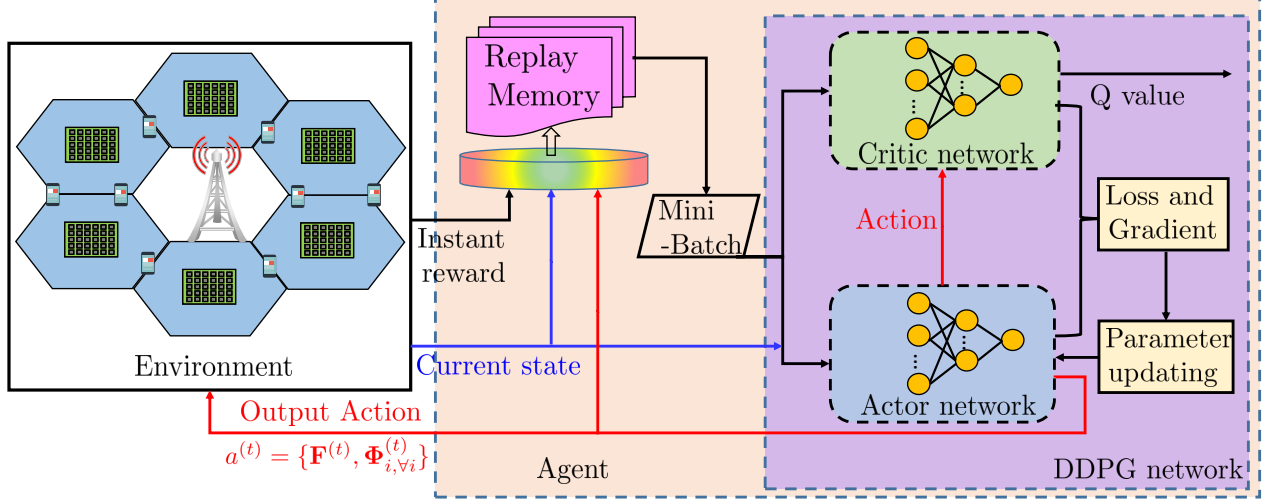 Replay
Memory
Critic network
Q value
Mini
-Batch
Action
Loss and
Gradient
Instant
reward
Environment
Current state
Parameter
updating
Actor network
Output Action
a^{(t)} = {𝐅^{(t)}, 𝚽^{(t)}_{i,∀i}}
Agent
DDPG network